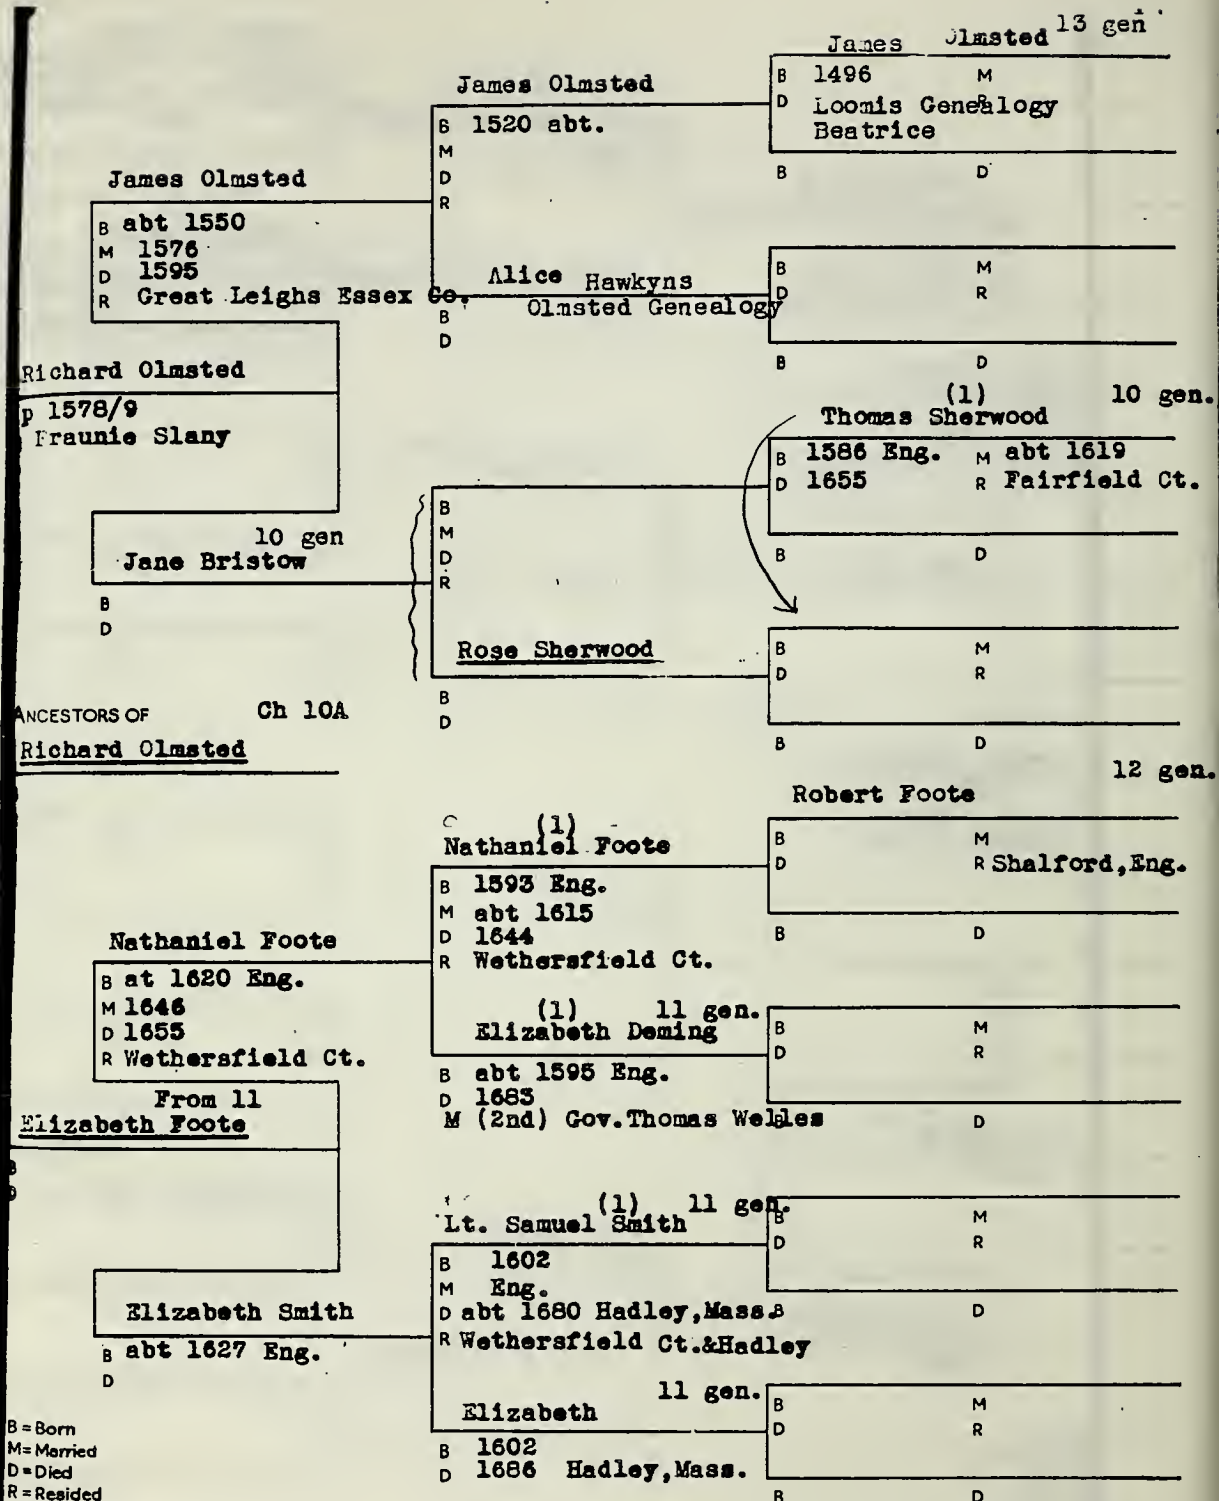 13 gen
James Olmsted
B 1496 M
D Loomis Genealogy R
Beatrice
B D
James Olmsted
B 1520 abt.
M
D
R
James Olmsted
B abt 1550
M 1576
D 1595
R Great Leighs Essex Co.
Alice Hawkyns
Olmsted Genealogy
B
D
B M
D R
B D
Richard Olmsted
p 1578/9
Fraunie Slany
(1) 10 gen.
Thomas Sherwood
B 1586 Eng. M abt 1619
D 1655 R Fairfield Ct.
B D
10 gen
Jane Bristow
B
D
B
M
D
R
Rose Sherwood
B
D
B M
D R
B D
ANCESTORS OF Ch 10A
Richard Olmsted
12 gen.
Robert Foote
B M
D R Shalford,Eng.
B D
(1)
Nathaniel Foote
B 1593 Eng.
M abt 1615
D 1644
R Wethersfield Ct.
Nathaniel Foote
B at 1620 Eng.
M 1646
D 1655
R Wethersfield Ct.
(1) 11 gen.
Elizabeth Deming
B abt 1595 Eng.
D 1683
M (2nd) Gov.Thomas Welles
B M
D R
B D
From 11
Elizabeth Foote
B
D
(1) 11 gen.
Lt. Samuel Smith
B 1602
M Eng.
D abt 1680 Hadley,Mass.
R Wethersfield Ct.&Hadley
B M
D R
B D
Elizabeth Smith
B abt 1627 Eng.
D
11 gen.
Elizabeth
B 1602
D 1686 Hadley,Mass.
B M
D R
B D
B=Born
M=Married
D=Died
R=Resided